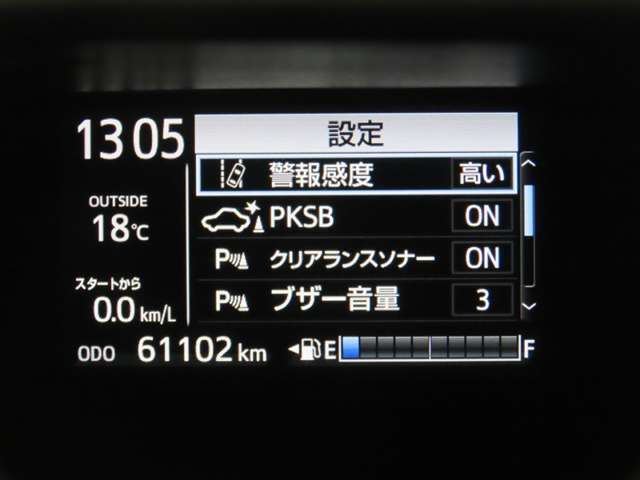 13 05
設定
警報感度 高い
OUTSIDE
18℃
PKSB ON
P クリアランスソナー ON
スタートから
0.0 km/L
P ブザー音量 3
ODO 61102 km
E F